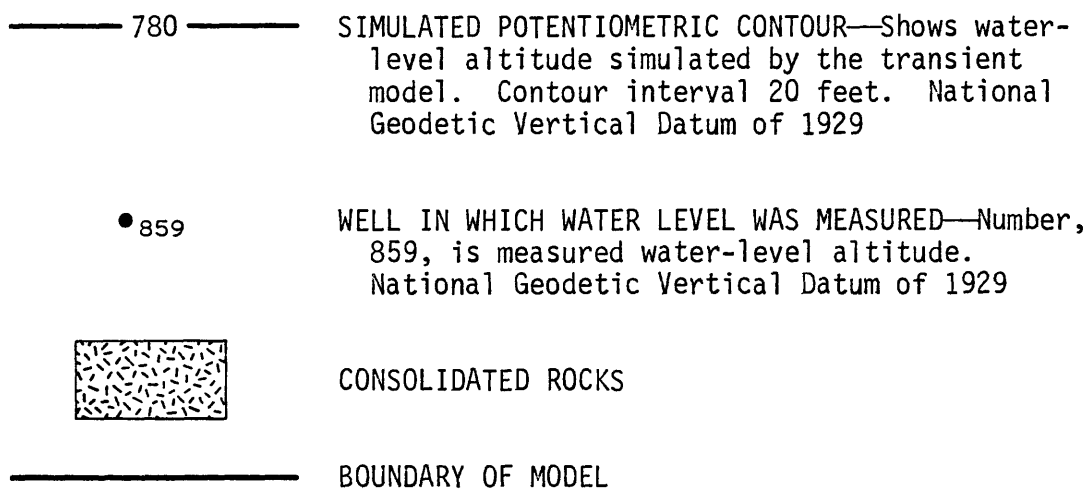 780 SIMULATED POTENTIOMETRIC CONTOUR—Shows water-
level altitude simulated by the transient
model. Contour interval 20 feet. National
Geodetic Vertical Datum of 1929
859 WELL IN WHICH WATER LEVEL WAS MEASURED—Number,
859, is measured water-level altitude.
National Geodetic Vertical Datum of 1929
CONSOLIDATED ROCKS
BOUNDARY OF MODEL